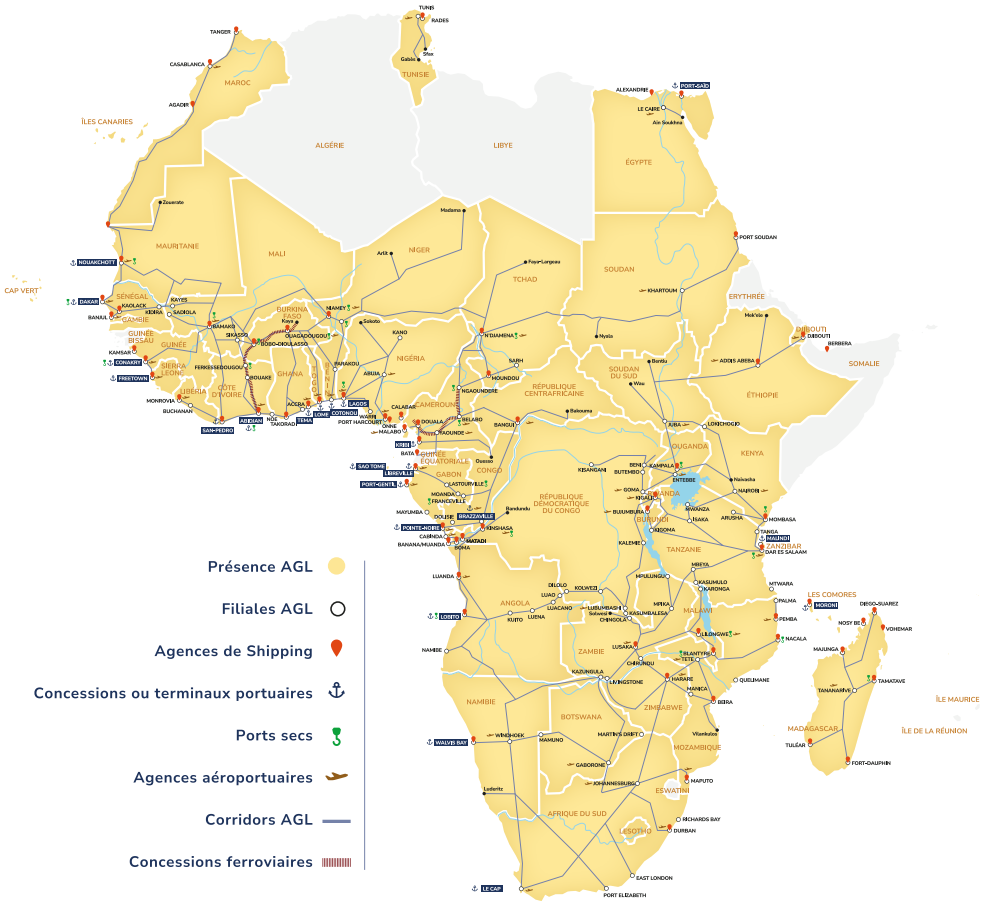 TUNIS
RADES
TANGER
Sfax
Gabès
CASABLANCA
TUNISIE
MAROC
ALEXANDRIE
PORT-SAÏD
AGADIR
LE CAIRE
Ain Soukhna
ÎLES CANARIES
ALGÉRIE
LIBYE
ÉGYPTE
Zouerate
Madama
PORT SOUDAN
MAURITANIE
MALI
NIGER
Arlit
NOUAKCHOTT
Faya-Largeau
SOUDAN
TCHAD
KHARTOUM
CAP VERT
ÉRYTHRÉE
DAKAR
SÉNÉGAL
KAOLACK
KAYES
KIDIRA
SADIOLA
BANJUL
GAMBIE
BURKINA
FASO
NIAMEY
Mek'ele
Kaya
Sokoto
BAMAKO
OUAGADOUGOU
KANO
N'DJAMENA
Nyala
DJIBOUTI
DJIBOUTI
GUINÉE
BISSAU
GUINÉE
SIKASSO
BOBO-DIOULASSO
BERBERA
KAMSAR
CONAKRY
NIGÉRIA
SARH
Bentiu
ADDIS ABEBA
SOMALIE
FERKESSEDOUGOU
PARAKOU
SIERRA
LEONE
GHANA
TOGO
BÉNIN
ABUJA
MOUNDOU
SOUDAN
DU SUD
FREETOWN
BOUAKE
Wau
LIBÉRIA
CÔTE
D'IVOIRE
NGAOUNDERE
RÉPUBLIQUE
CENTRAFRICAINE
ÉTHIOPIE
MONROVIA
BUCHANAN
ACCRA
LAGOS
CAMEROUN
CALABAR
Bakouma
SAN-PEDRO
ABIDJAN
NOE
TAKORADI
TEMA
LOME
COTONOU
WARRI
PORT HARCOURT
ONNE
MALABO
DOUALA
BELABO
BANGUI
JUBA
LOKICHOGIO
YAOUNDE
KRIBI
BATA
GUINÉE
ÉQUATORIALE
Ouesso
OUGANDA
KENYA
SAO TOME
LIBREVILLE
GABON
CONGO
KISANGANI
BENI
KAMPALA
BUTEMBO
ENTEBBE
Naivasha
PORT-GENTIL
LASTOURVILLE
MOANDA
FRANCEVILLE
GOMA
KIGALI
RWANDA
NAIROBI
MAYUMBA
DOLISIE
BRAZZAVILLE
Bandundu
RÉPUBLIQUE
DÉMOCRATIQUE
DU CONGO
BUJUMBURA
BURUNDI
MWANZA
ISAKA
ARUSHA
MOMBASA
POINTE-NOIRE
KINSHASA
CABINDA
MATADI
BANANA/MUANDA
BOMA
KIGOMA
KALEMIE
TANGA
MALINDI
ZANZIBAR
DAR ES SALAAM
TANZANIE
MBEYA
Présence AGL
LUANDA
MPULUNGU
KASUMULO
KARONGA
MTWARA
DILOLO
KOLWEZI
LUAO
LES COMORES
MORONI
PALMA
DIEGO-SUAREZ
ANGOLA
LUACANO
LUENA
KUITO
LUBUMBASHI
Solwezi
CHINGOLA
KASUMBALESA
MPIKA
MALAWI
Filiales AGL
LOBITO
PEMBA
NOSY BE
VOHEMAR
LILONGWE
NACALA
Agences de Shipping
NAMIBE
ZAMBIE
LUSAKA
CHIRUNDU
BLANTYRE
TETE
MAJUNGA
KAZUNGULA
LIVINGSTONE
HARARE
QUELIMANE
TAMATAVE
TANANARIVE
Concessions ou terminaux portuaires
NAMIBIE
MANICA
ZIMBABWE
BEIRA
ÎLE MAURICE
BOTSWANA
MADAGASCAR
ÎLE DE LA RÉUNION
Ports secs
WALVIS BAY
WINDHOEK
MAMUNO
MARTIN'S DRIFT
Vilankulos
MOZAMBIQUE
TULÉAR
GABORONE
FORT-DAUPHIN
Agences aéroportuaires
JOHANNESBURG
MAPUTO
Luderitz
ESWATINI
Corridors AGL
AFRIQUE DU SUD
RICHARDS BAY
LESOTHO
DURBAN
Concessions ferroviaires
EAST LONDON
LE CAP
PORT ELIZABETH